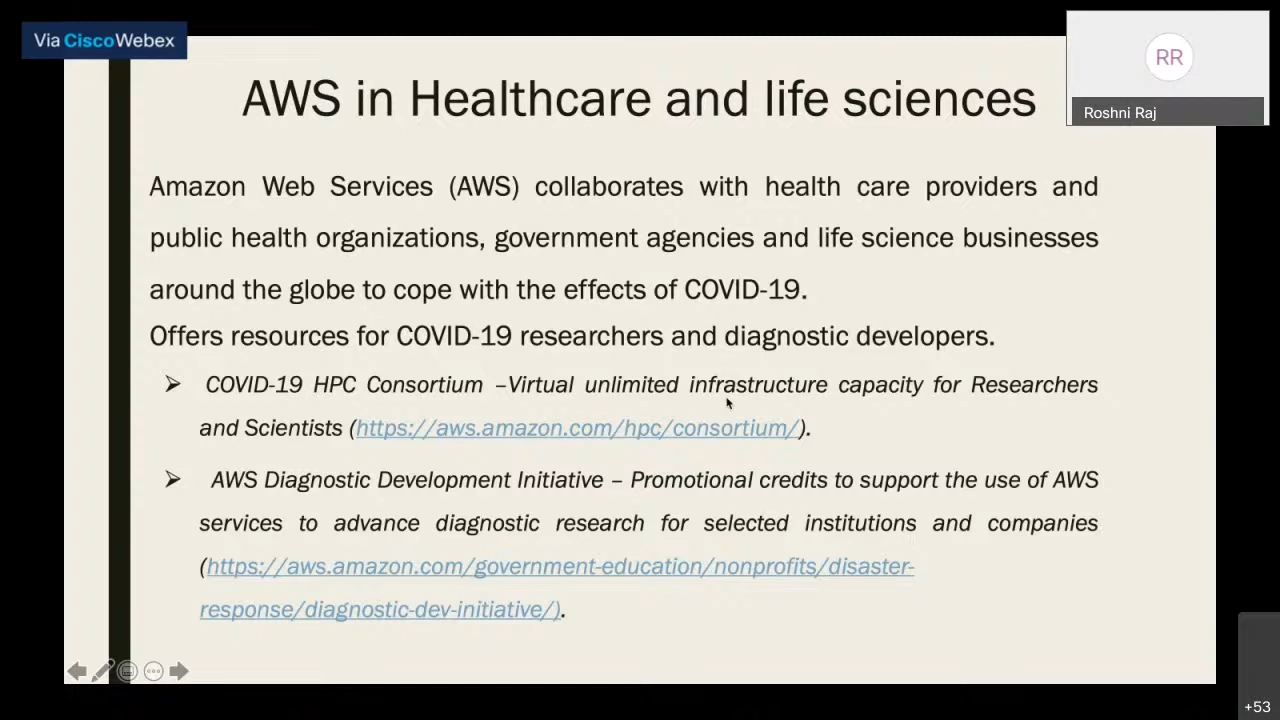 Via CiscoWebex
RR
Roshni Raj
AWS in Healthcare and life sciences
Amazon Web Services (AWS) collaborates with health care providers and
public health organizations, government agencies and life science businesses
around the globe to cope with the effects of COVID-19.
Offers resources for COVID-19 researchers and diagnostic developers.
➢ COVID-19 HPC Consortium –Virtual unlimited infrastructure capacity for Researchers
and Scientists (https://aws.amazon.com/hpc/consortium/).
➢ AWS Diagnostic Development Initiative – Promotional credits to support the use of AWS
services to advance diagnostic research for selected institutions and companies
(https://aws.amazon.com/government-education/nonprofits/disaster-
response/diagnostic-dev-initiative/).
+53